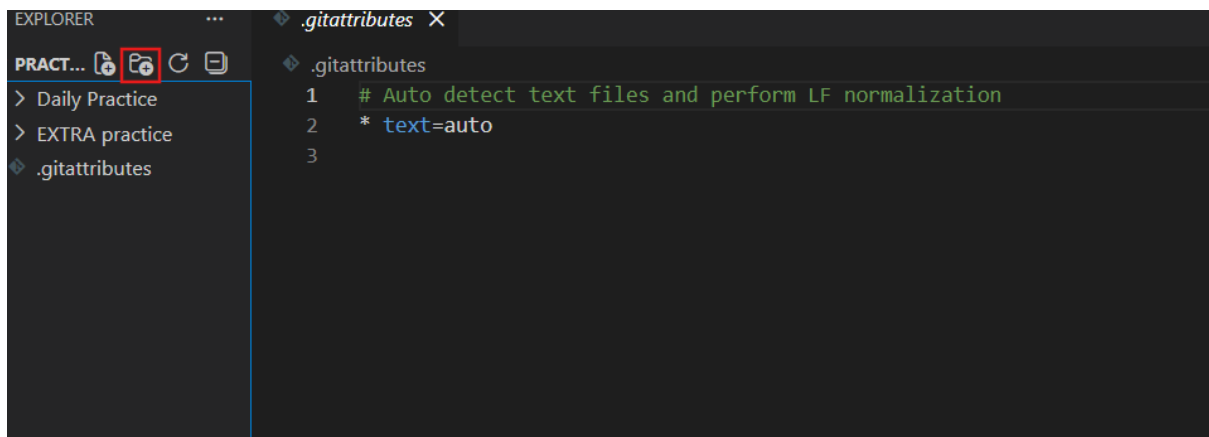 EXPLORER ...
PRACT...
Daily Practice
EXTRA practice
.gitattributes
.gitattributes
.gitattributes
1 # Auto detect text files and perform LF normalization
2 * text=auto
3